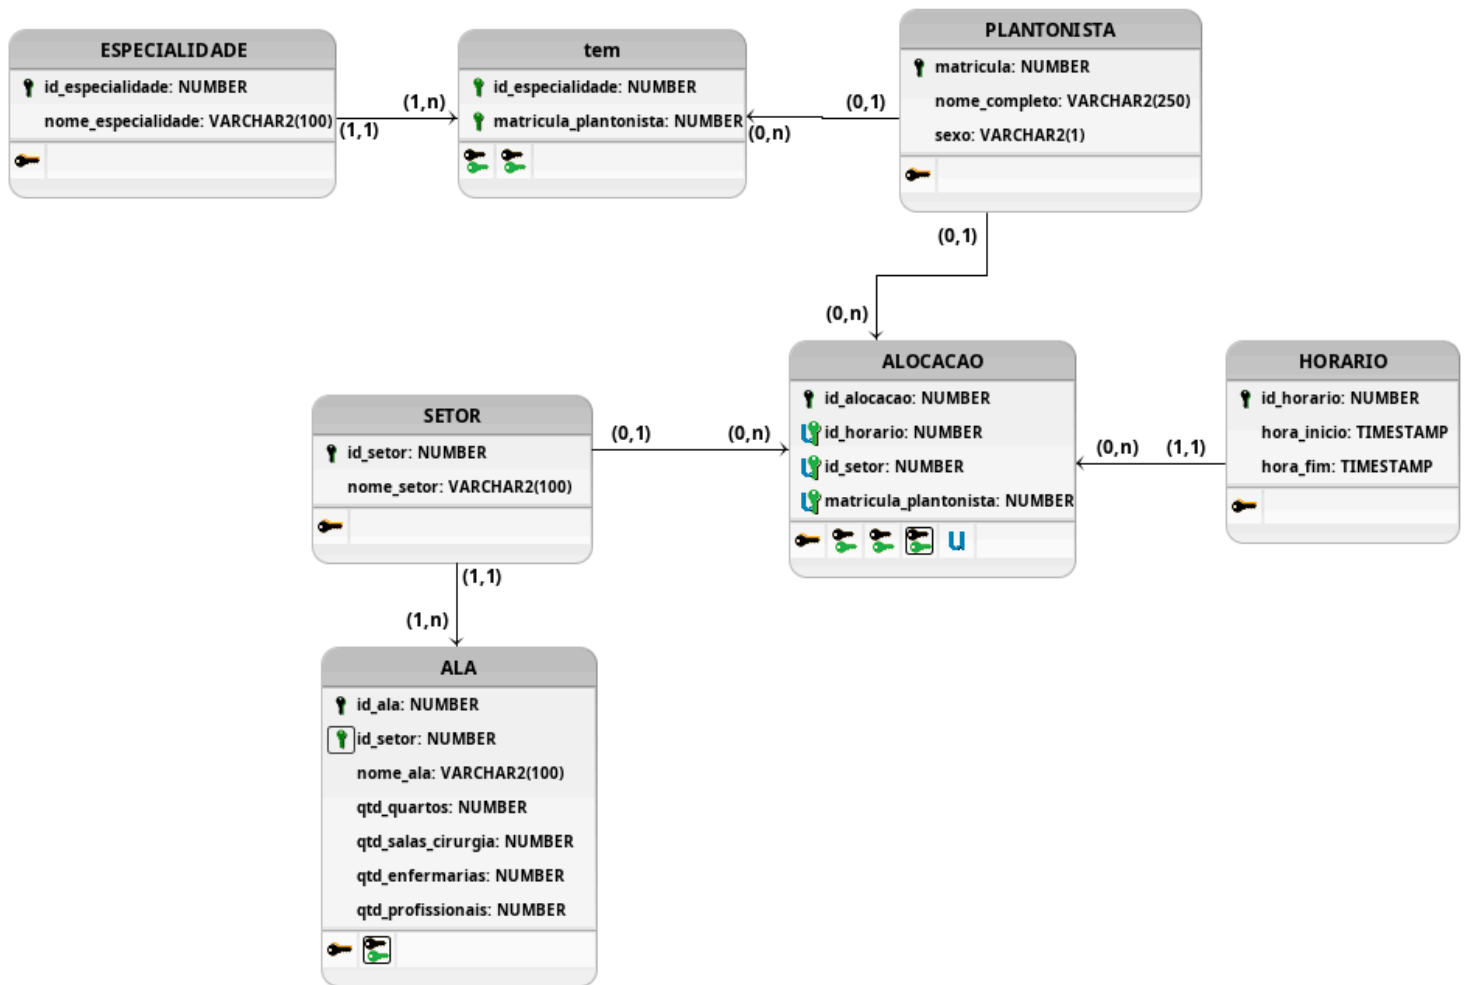 ESPECIALIDADE
id_especialidade: NUMBER
nome_especialidade: VARCHAR2(100)
(1,1)
(1,n)
tem
id_especialidade: NUMBER
matricula_plantonista: NUMBER
(0,n)
(0,1)
PLANTONISTA
matricula: NUMBER
nome_completo: VARCHAR2(250)
sexo: VARCHAR2(1)
(0,1)
(0,n)
ALOCACAO
id_alocacao: NUMBER
id_horario: NUMBER
id_setor: NUMBER
matricula_plantonista: NUMBER
U
(0,n)
(1,1)
HORARIO
id_horario: NUMBER
hora_inicio: TIMESTAMP
hora_fim: TIMESTAMP
SETOR
id_setor: NUMBER
nome_setor: VARCHAR2(100)
(0,1)
(0,n)
(1,1)
(1,n)
ALA
id_ala: NUMBER
id_setor: NUMBER
nome_ala: VARCHAR2(100)
qtd_quartos: NUMBER
qtd_salas_cirurgia: NUMBER
qtd_enfermarias: NUMBER
qtd_profissionais: NUMBER